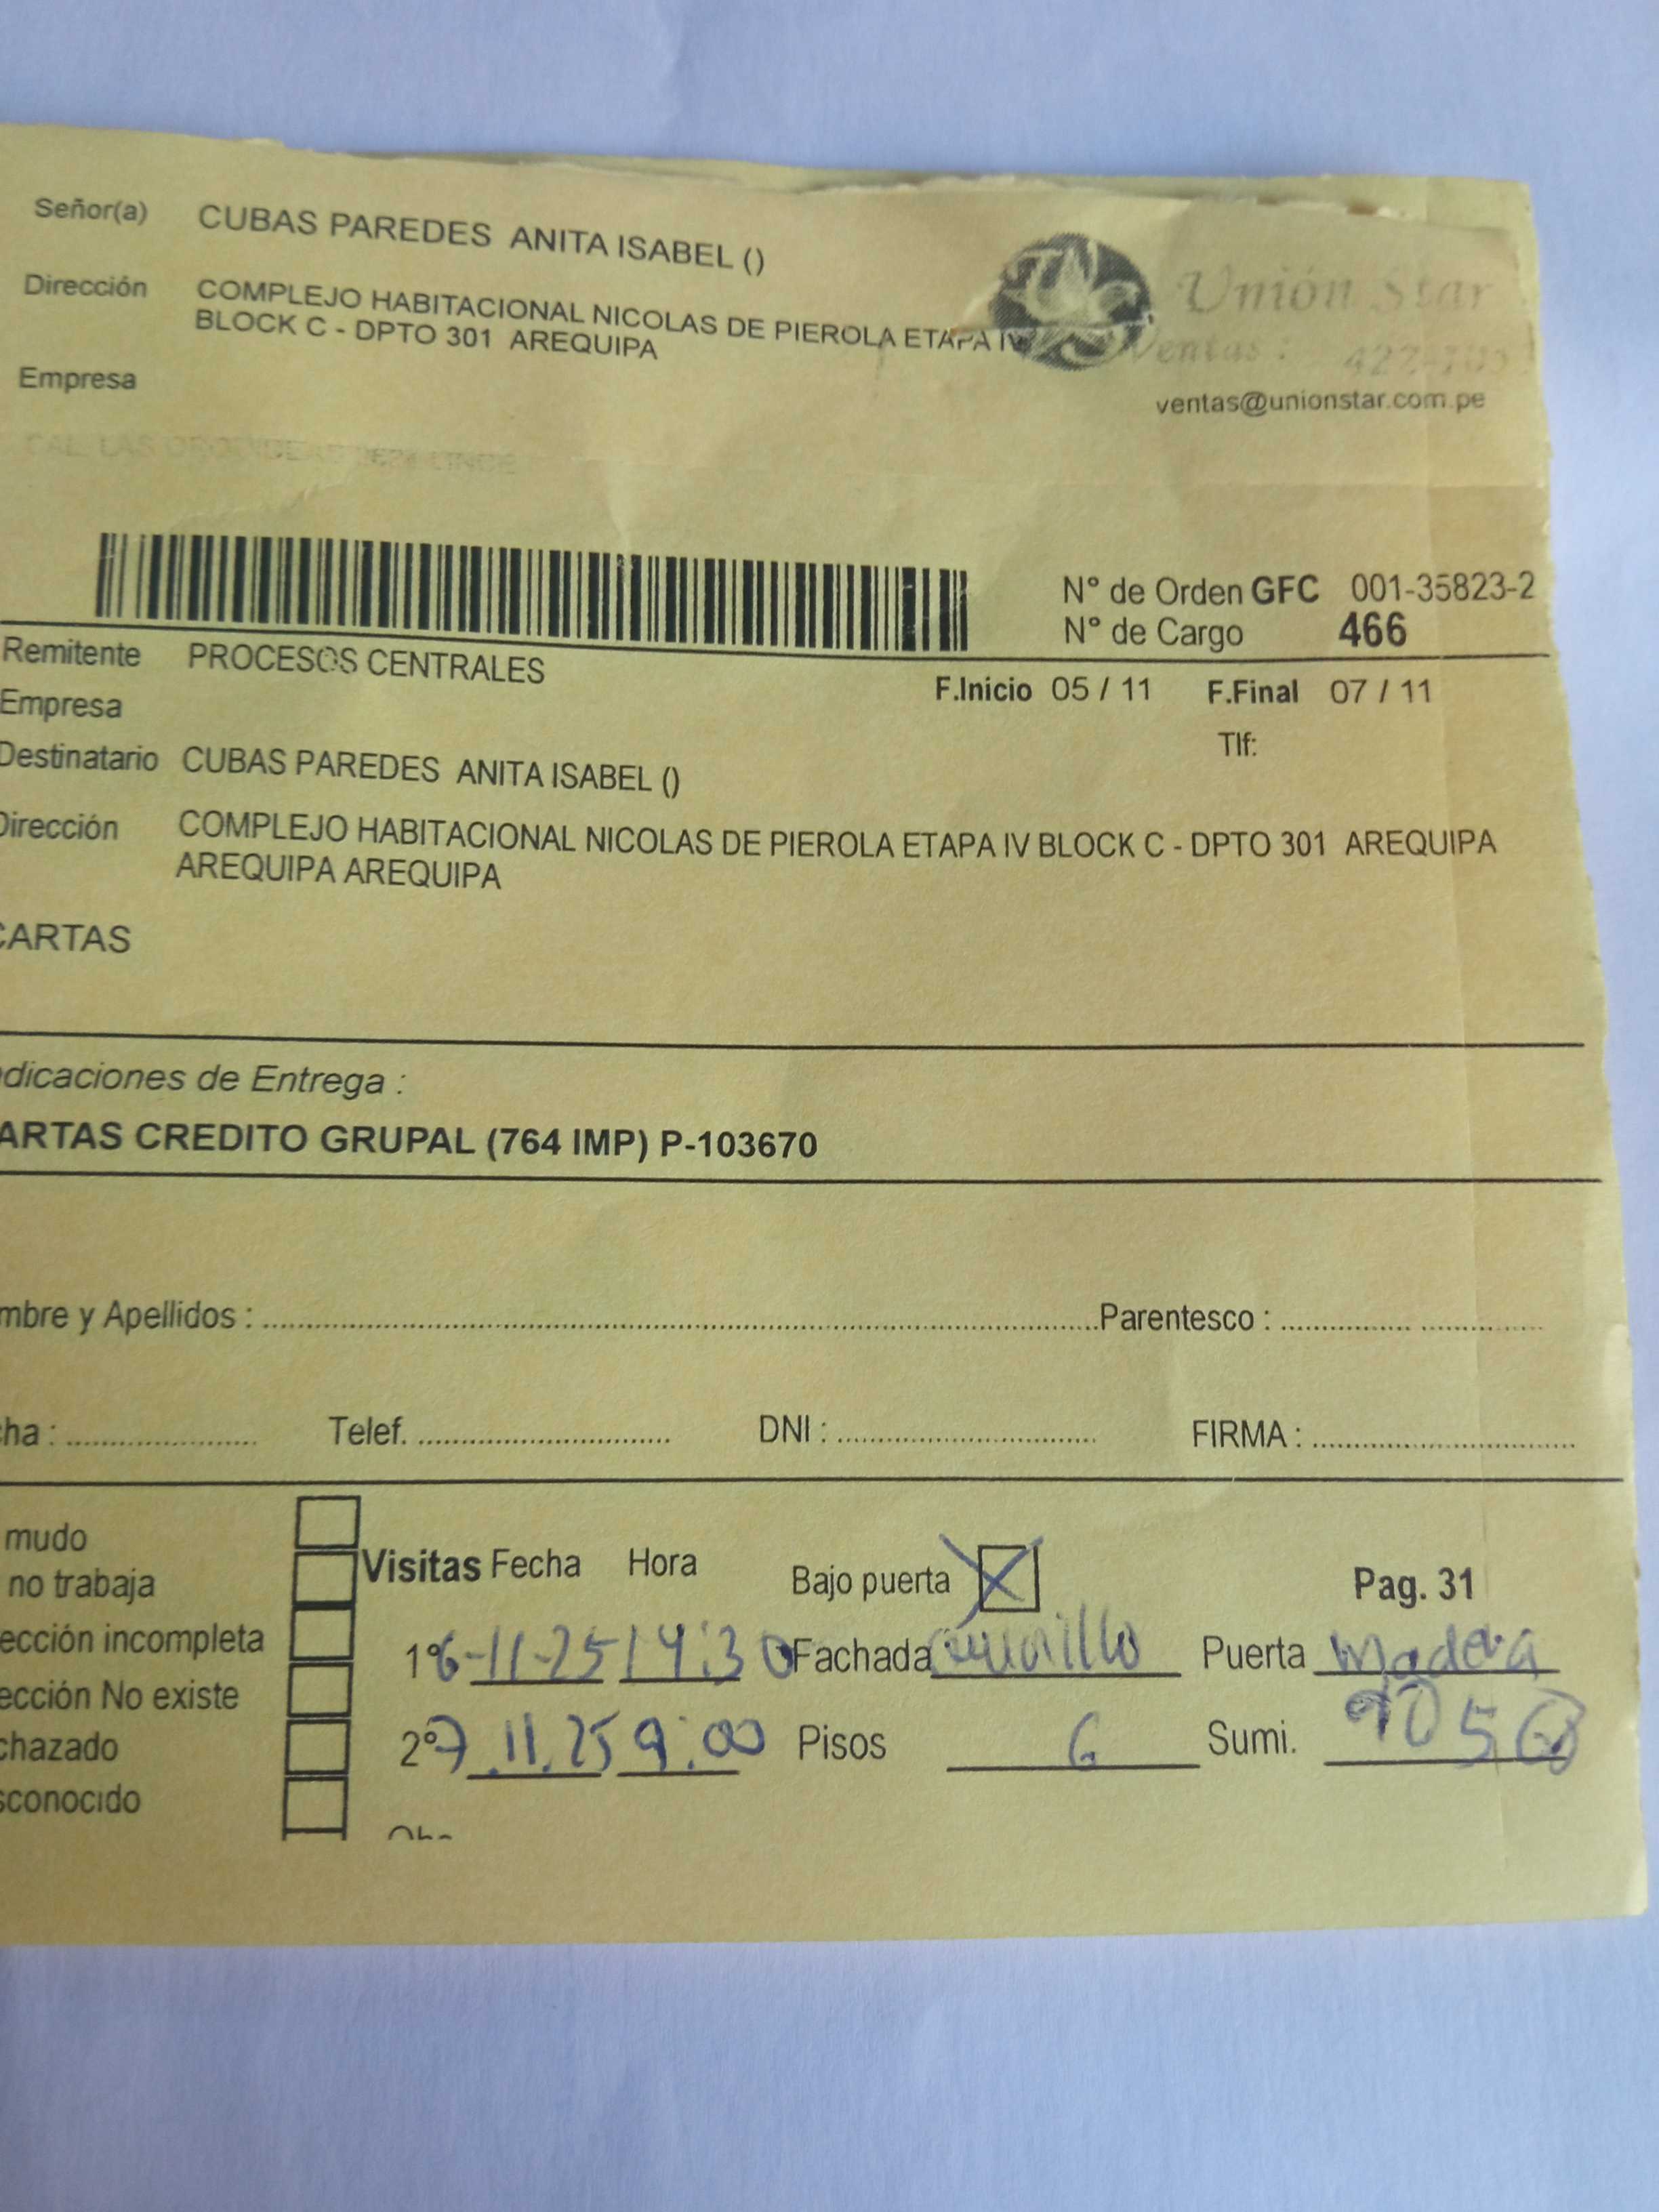 Señor(a) CUBAS PAREDES ANITA ISABEL ()
Dirección COMPLEJO HABITACIONAL NICOLAS DE PIEROLA ETAPA IV
BLOCK C - DPTO 301 AREQUIPA
Unión Star
Ventas :
Empresa
ventas@unionstar.com.pe
CAL. LAS
N° de Orden GFC 001-35823-2
N° de Cargo 466
Remitente PROCESOS CENTRALES
F.Inicio 05 / 11 F.Final 07 / 11
Empresa
Tlf:
Destinatario CUBAS PAREDES ANITA ISABEL ()
Dirección COMPLEJO HABITACIONAL NICOLAS DE PIEROLA ETAPA IV BLOCK C - DPTO 301 AREQUIPA
AREQUIPA AREQUIPA
CARTAS
dicaciones de Entrega :
ARTAS CREDITO GRUPAL (764 IMP) P-103670
mbre y Apellidos : Parentesco :
cha : Telef. DNI : FIRMA :
mudo
no trabaja
Visitas Fecha Hora Bajo puerta X Pag. 31
ección incompleta
1° 6-11-25 14:30 Fachada Puerta Madera
ección No existe
chazado
2° 7.11.25 9:00 Pisos 6 Sumi.
sconocido